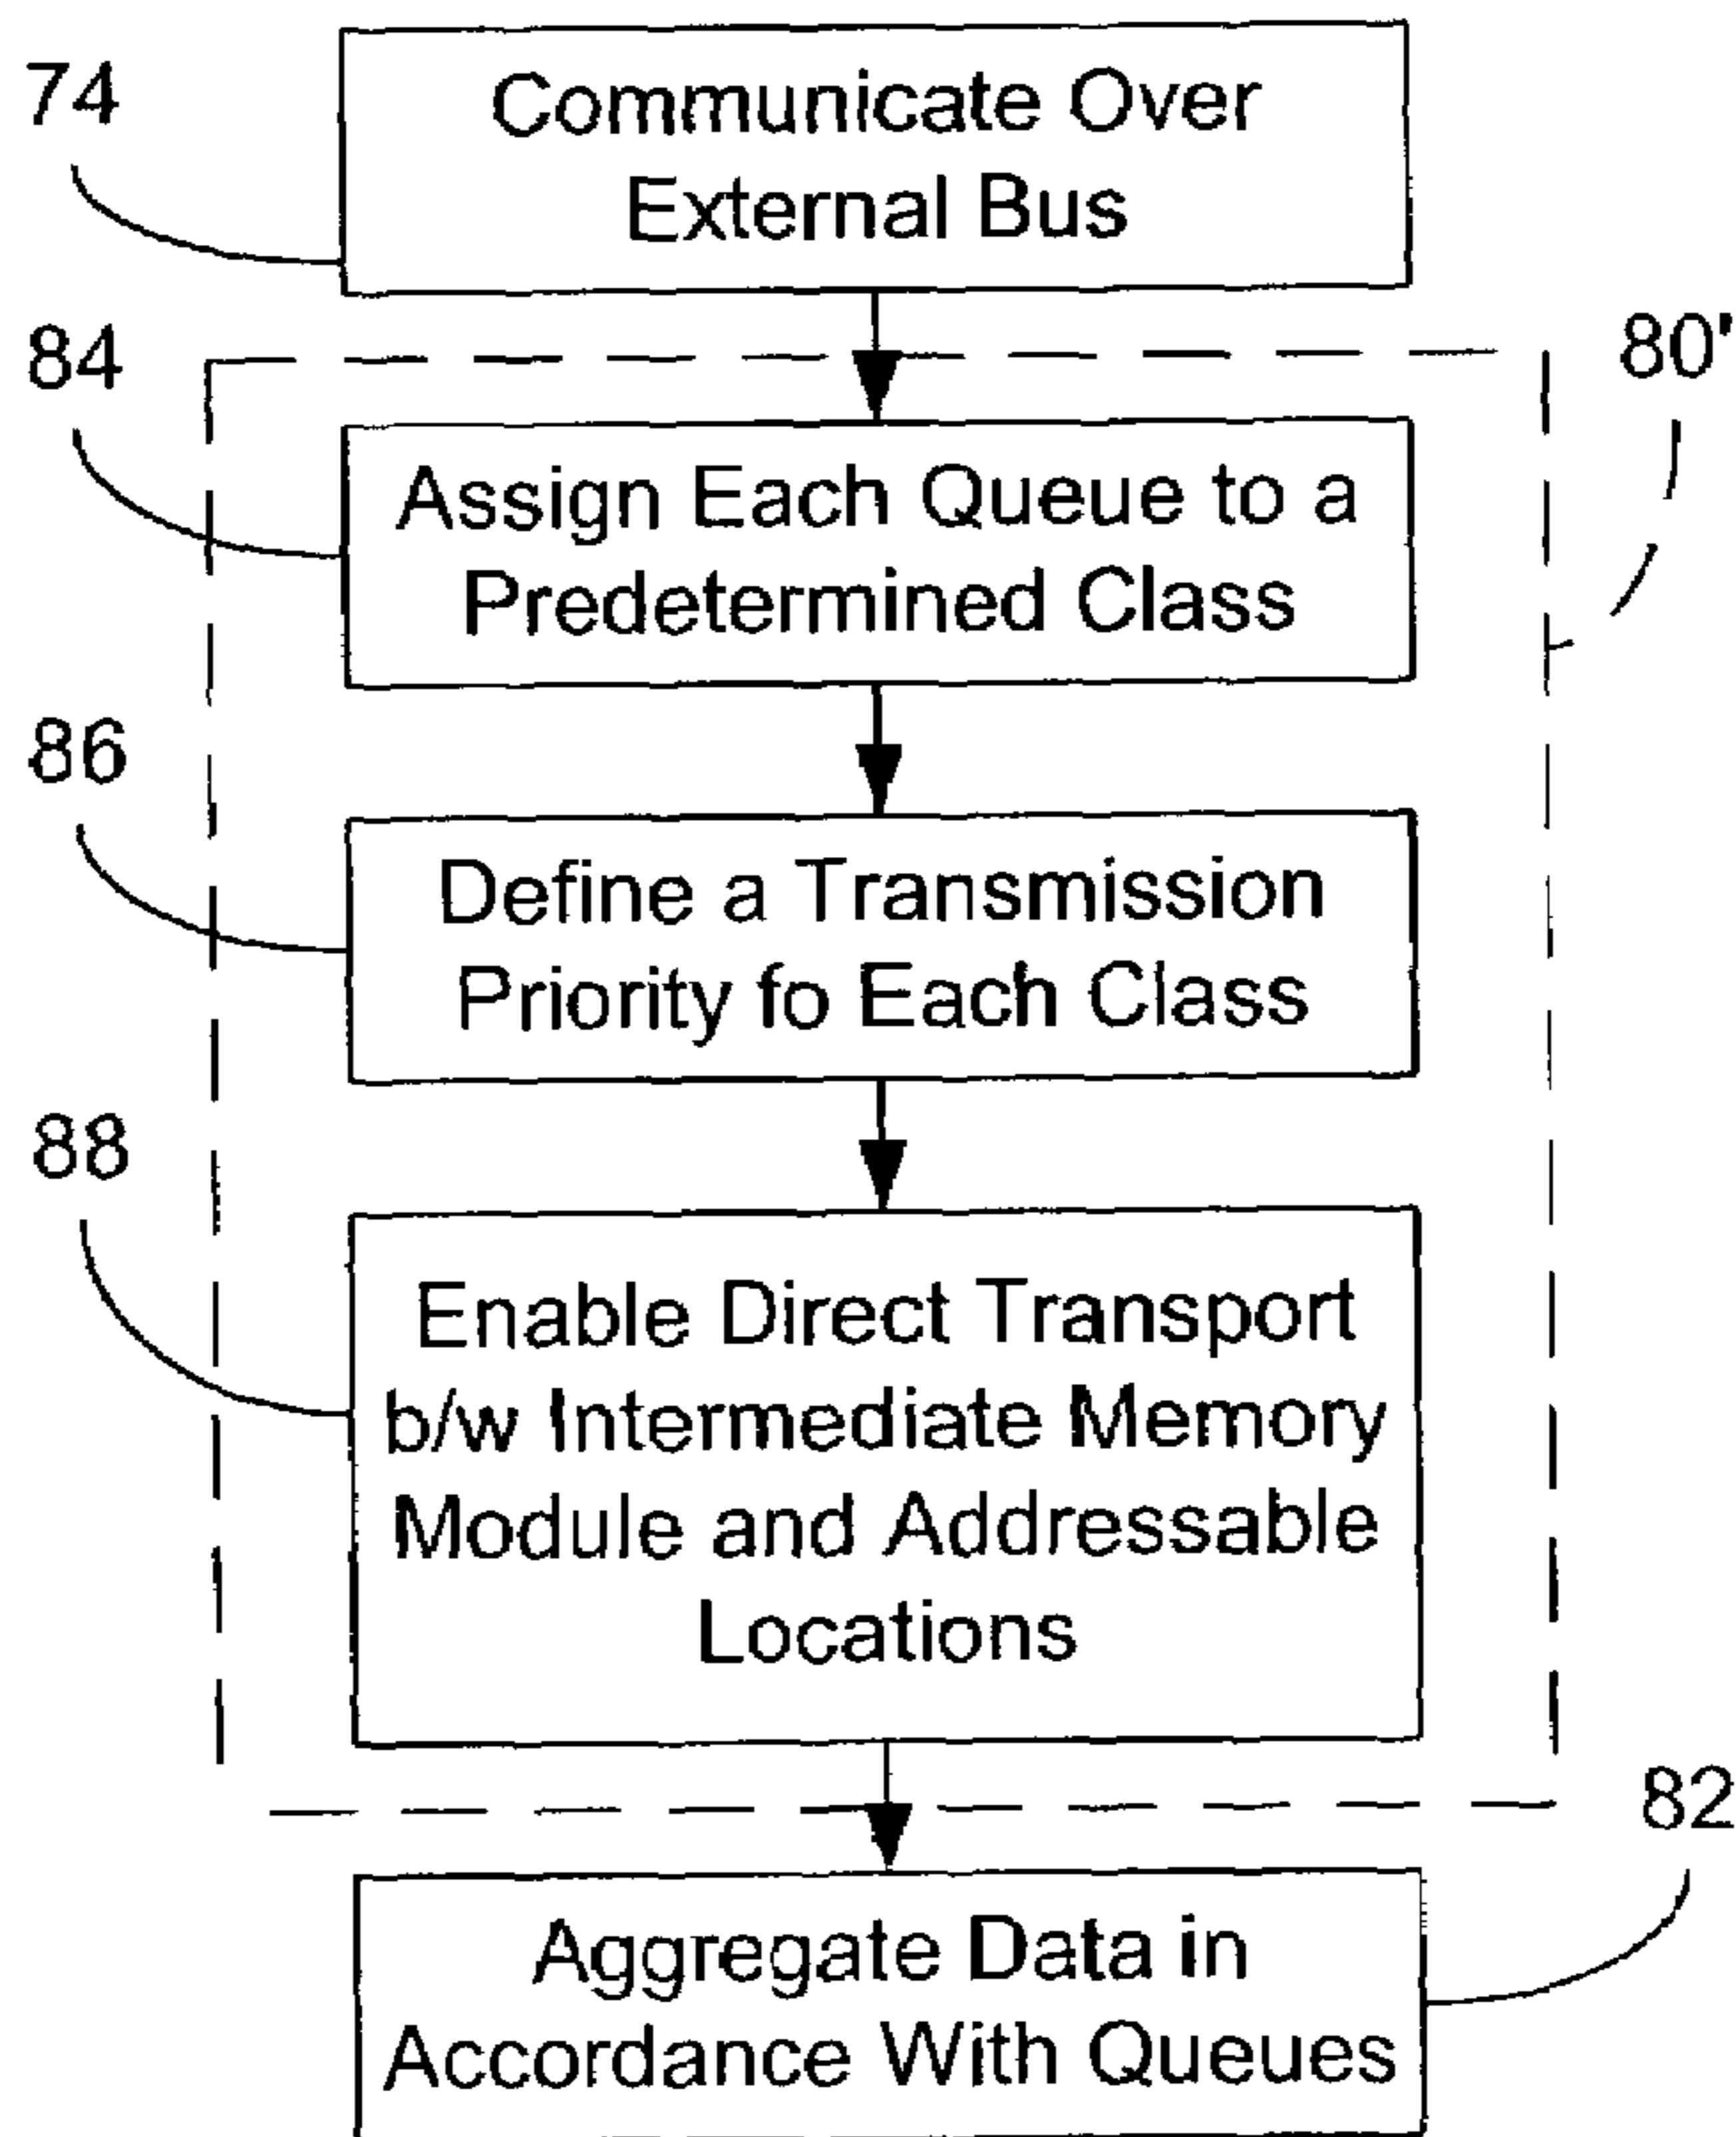 74
Communicate Over
External Bus
84
80'
Assign Each Queue to a
Predetermined Class
86
Define a Transmission
Priority fo Each Class
88
Enable Direct Transport
b/w Intermediate Memory
Module and Addressable
Locations
82
Aggregate Data in
Accordance With Queues